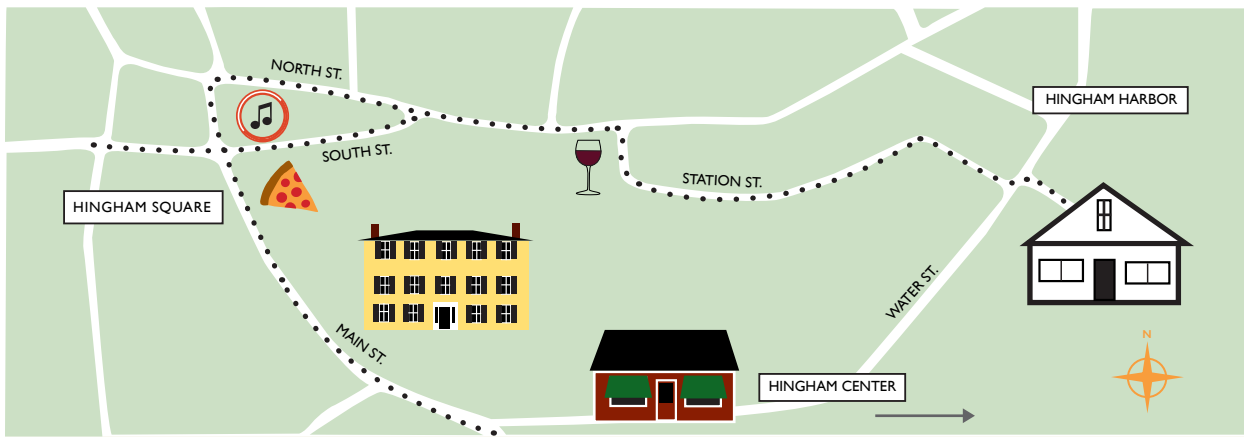 NORTH ST.
HINGHAM HARBOR
SOUTH ST.
STATION ST.
HINGHAM SQUARE
WATER ST.
MAIN ST.
N
HINGHAM CENTER